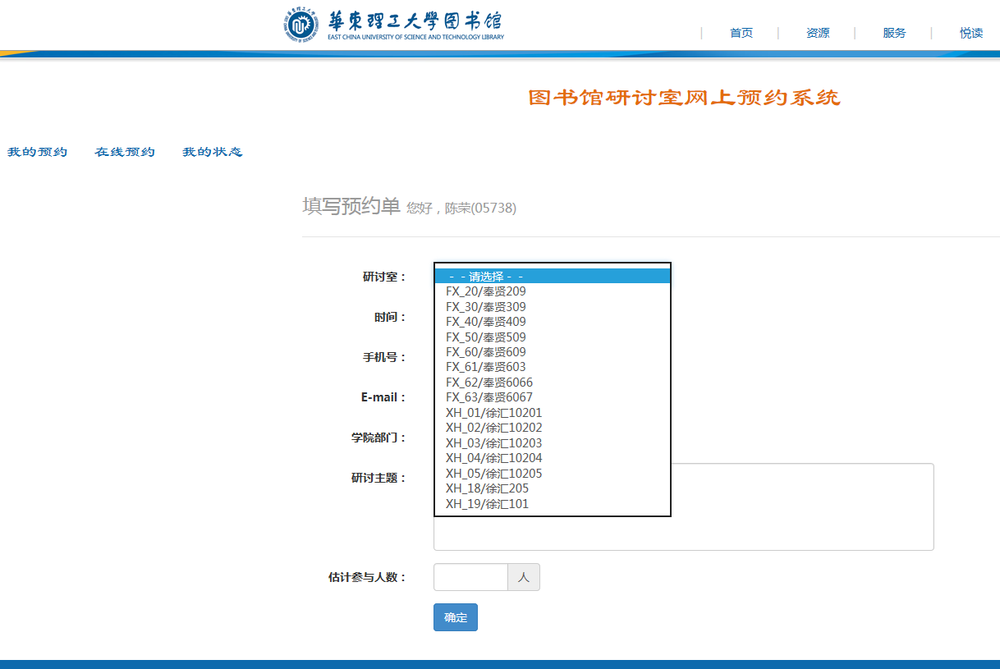 華東理工大學图书馆
EAST CHINA UNIVERSITY OF SCIENCE AND TECHNOLOGY LIBRARY
首页 | 资源 | 服务 | 悦读
图书馆研讨室网上预约系统
我的预约 在线预约 我的状态
填写预约单 您好，陈荣(05738)
研讨室：
- - 请选择 - -
FX_20/奉贤209
FX_30/奉贤309
FX_40/奉贤409
FX_50/奉贤509
FX_60/奉贤609
FX_61/奉贤603
FX_62/奉贤6066
FX_63/奉贤6067
XH_01/徐汇10201
XH_02/徐汇10202
XH_03/徐汇10203
XH_04/徐汇10204
XH_05/徐汇10205
XH_18/徐汇205
XH_19/徐汇101
时间：
手机号：
E-mail：
学院部门：
研讨主题：
估计参与人数：
人
确定